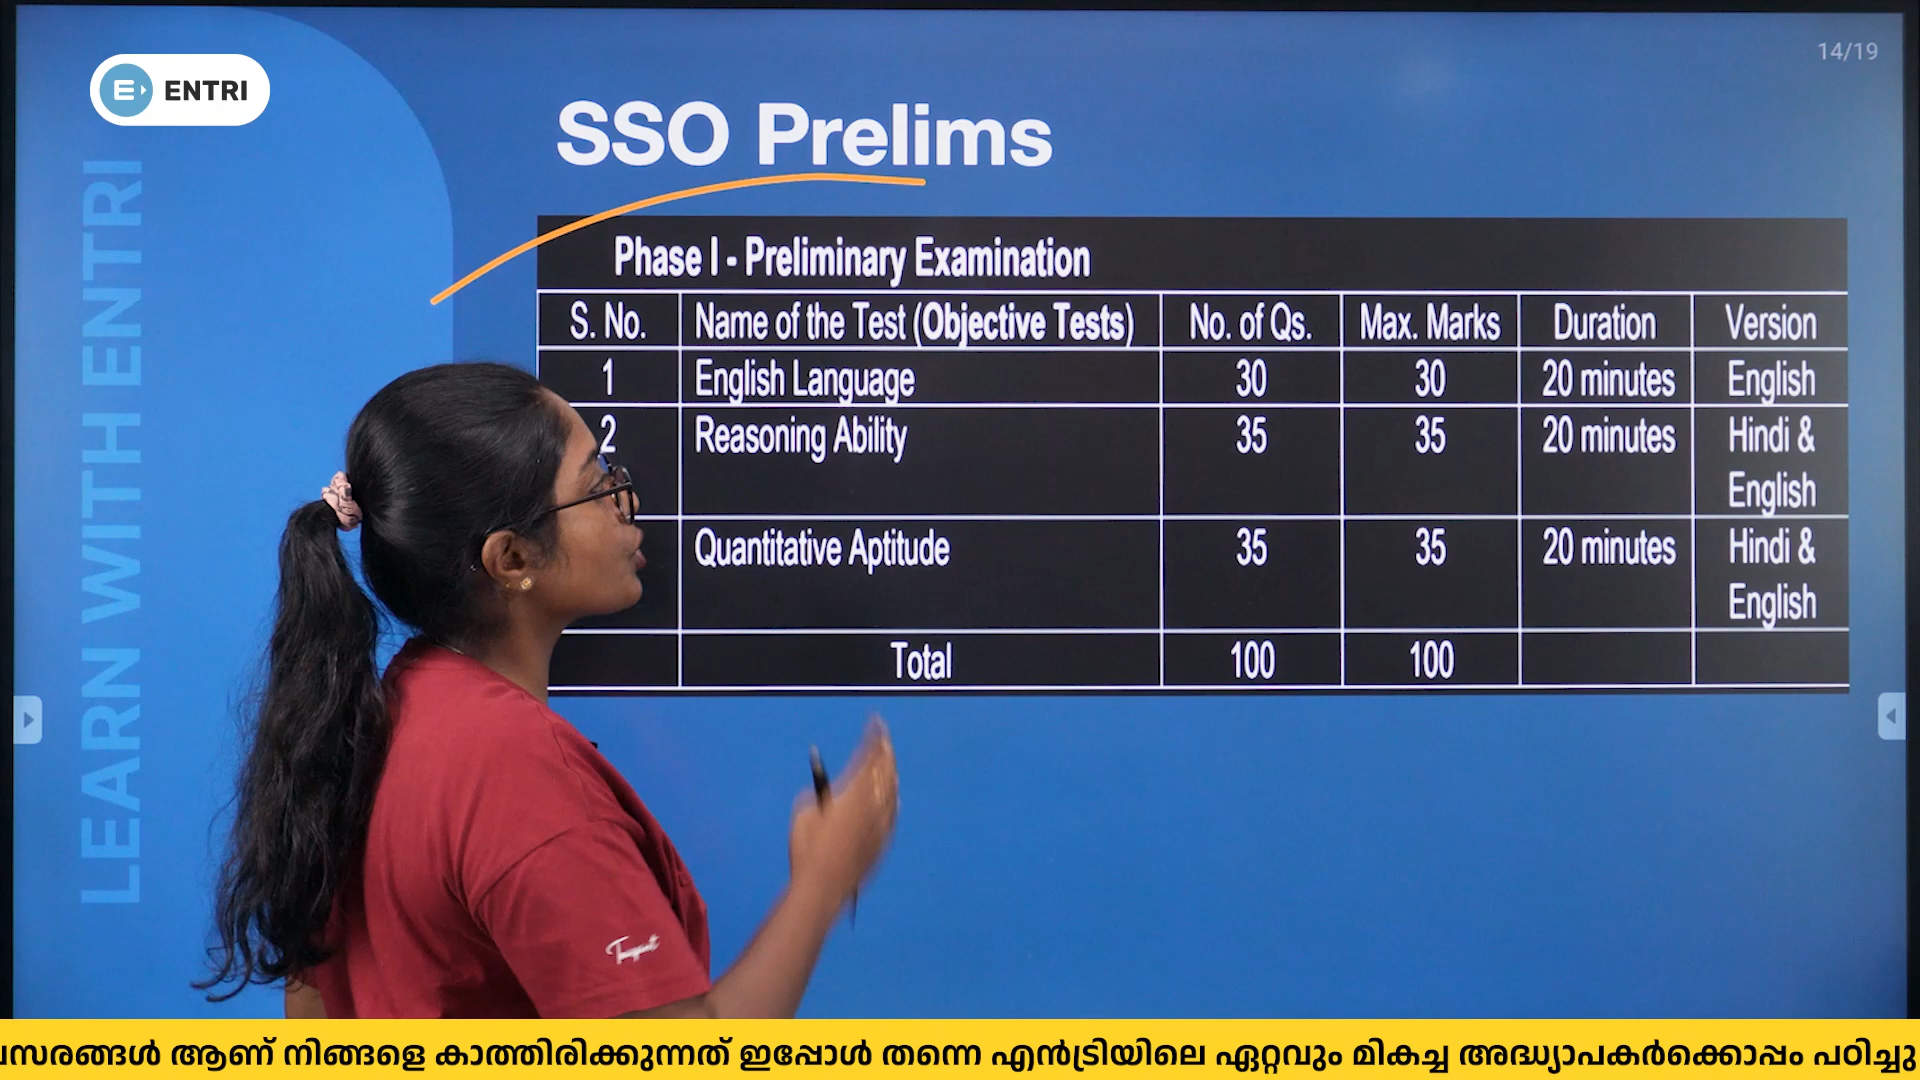 14/19
ENTRI
LEARN WITH ENTRI
SSO Prelims
Phase I - Preliminary Examination
S. No. Name of the Test (Objective Tests) No. of Qs. Max. Marks Duration Version
1 English Language 30 30 20 minutes English
2 Reasoning Ability 35 35 20 minutes Hindi &
English
Quantitative Aptitude 35 35 20 minutes Hindi &
English
Total 100 100
ആണ് നിങ്ങളെ കാത്തിരിക്കുന്നത് ഇപ്പോൾ തന്നെ എൻട്രിയിലെ ഏറ്റവും മികച്ച അദ്ധ്യാപകർക്കൊപ്പം പഠിച്ചു